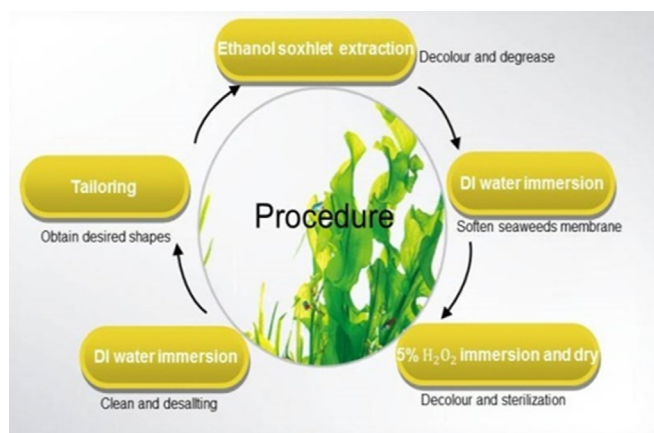 Ethanol soxhlet extraction
Decolour and degrease
Tailoring
DI water immersion
Obtain desired shapes
Procedure
Soften seaweeds membrane
DI water immersion
5% H₂O₂ immersion and dry
Clean and desallting
Decolour and sterilization